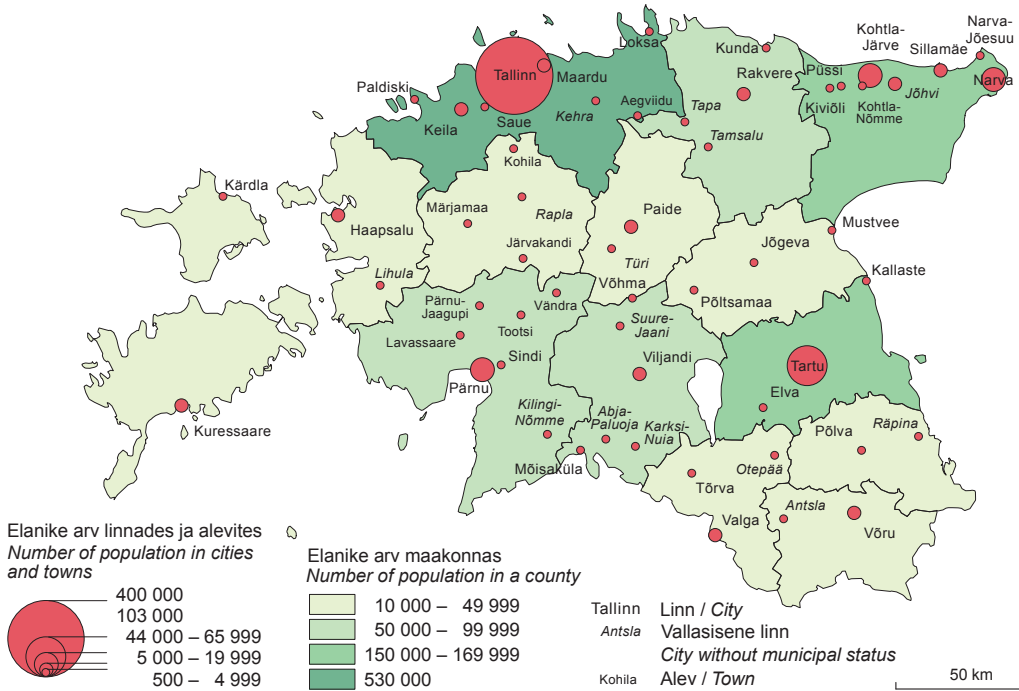 Loksa
Kunda
Kohtla-
Järve
Sillamäe
Narva-
Jõesuu
Tallinn
Maardu
Rakvere
Püssi
Jõhvi
Narva
Paldiski
Keila
Saue
Kehra
Aegviidu
Tapa
Kiviõli
Kohtla-
Nõmme
Tamsalu
Kohila
Kärdla
Haapsalu
Märjamaa
Rapla
Paide
Mustvee
Järvakandi
Türi
Jõgeva
Lihula
Võhma
Põltsamaa
Kallaste
Pärnu-
Jaagupi
Vändra
Tootsi
Suure-
Jaani
Lavassaare
Sindi
Viljandi
Tartu
Pärnu
Elva
Kuressaare
Kilingi-
Nõmme
Abja-
Paluoja
Karksi-
Nuia
Põlva
Räpina
Mõisaküla
Otepää
Tõrva
Antsla
Valga
Võru
Elanike arv linnades ja alevites
Number of population in cities
and towns
400 000
103 000
44 000 – 65 999
5 000 – 19 999
500 – 4 999
Elanike arv maakonnas
Number of population in a county
10 000 – 49 999
50 000 – 99 999
150 000 – 169 999
530 000
Tallinn Linn / City
Antsla Vallasisene linn
City without municipal status
Kohila Alev / Town
50 km